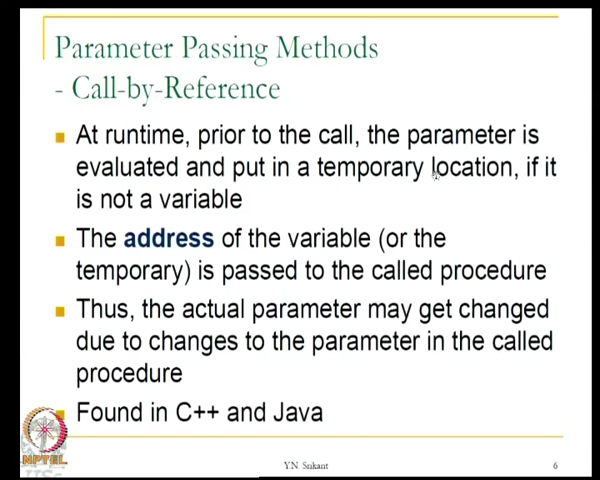 Parameter Passing Methods
- Call-by-Reference
At runtime, prior to the call, the parameter is
evaluated and put in a temporary location, if it
is not a variable
The address of the variable (or the
temporary) is passed to the called procedure
Thus, the actual parameter may get changed
due to changes to the parameter in the called
procedure
Found in C++ and Java
NPTEL
Y.N. Srikant
6